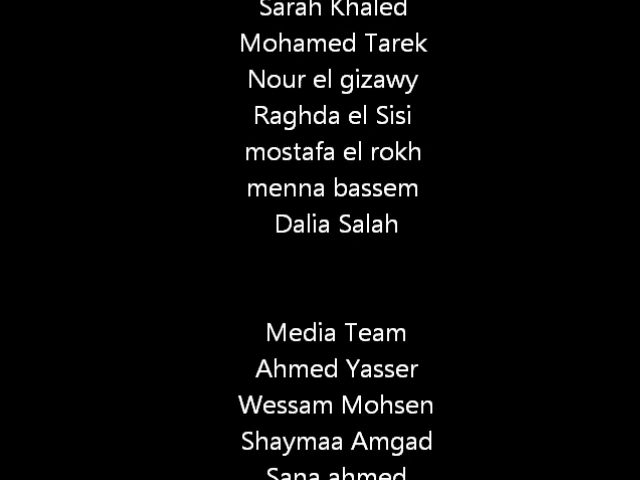 Sarah Khaled
Mohamed Tarek
Nour el gizawy
Raghda el Sisi
mostafa el rokh
menna bassem
Dalia Salah
Media Team
Ahmed Yasser
Wessam Mohsen
Shaymaa Amgad
Sana ahmed